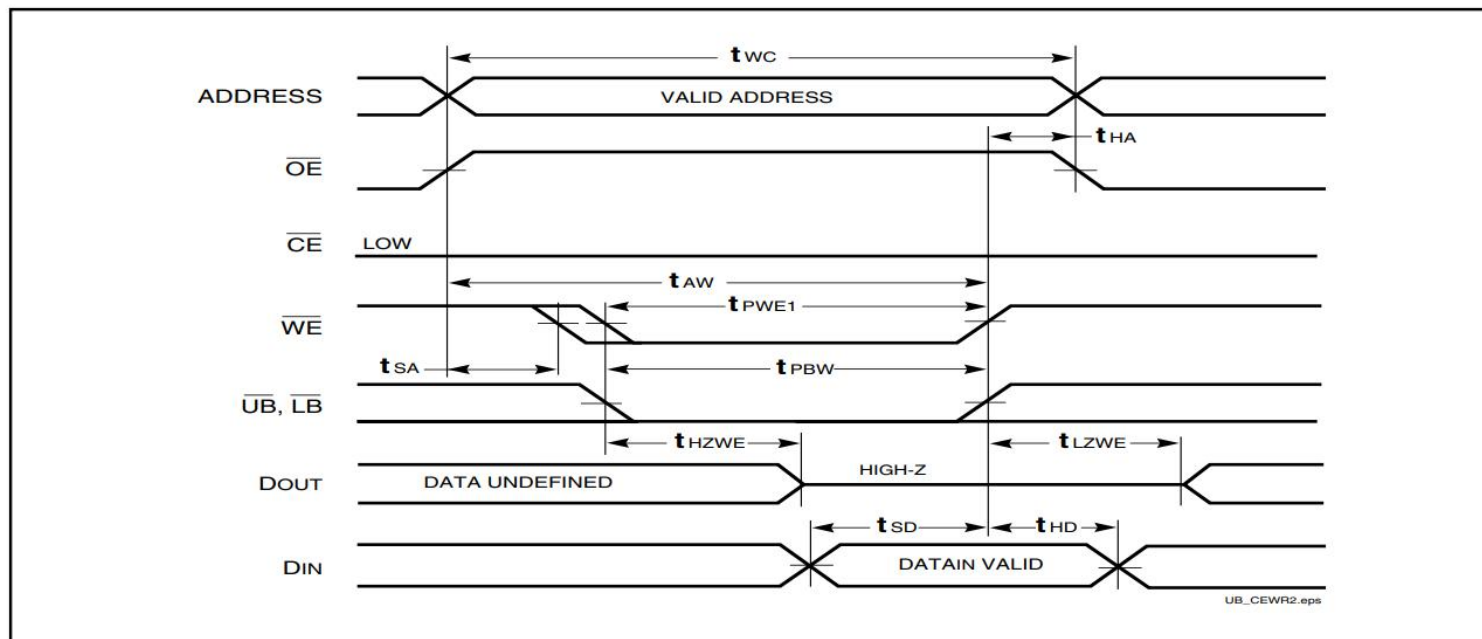 tWC
ADDRESS
VALID ADDRESS
tHA
OE
CE
LOW
tAW
tPWE1
WE
tSA
tPBW
UB, LB
tHZWE
tLZWE
DOUT
DATA UNDEFINED
HIGH-Z
tSD
tHD
DIN
DATAIN VALID
UB_CEWR2.eps